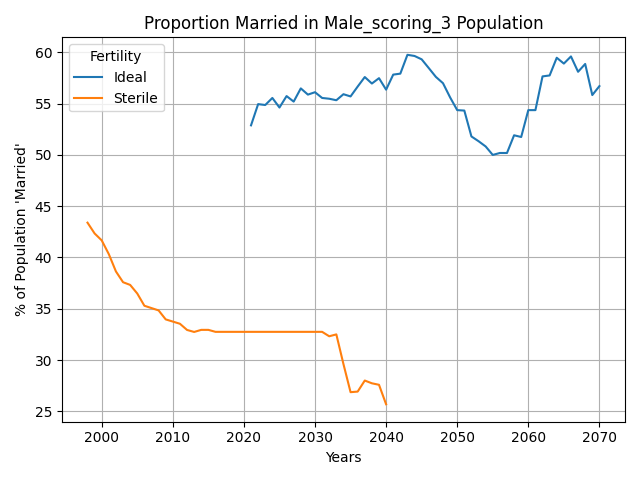 Proportion Married in Male_scoring_3 Population
% of Population 'Married'
60
55
50
45
40
35
30
25
Fertility
Ideal
Sterile
2000 2010 2020 2030 2040 2050 2060 2070
Years